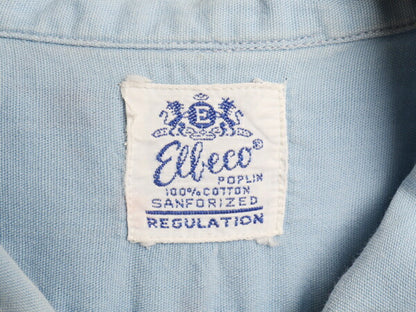 E
Elbeco®
POPLIN
100% COTTON
SANFORIZED
REGULATION